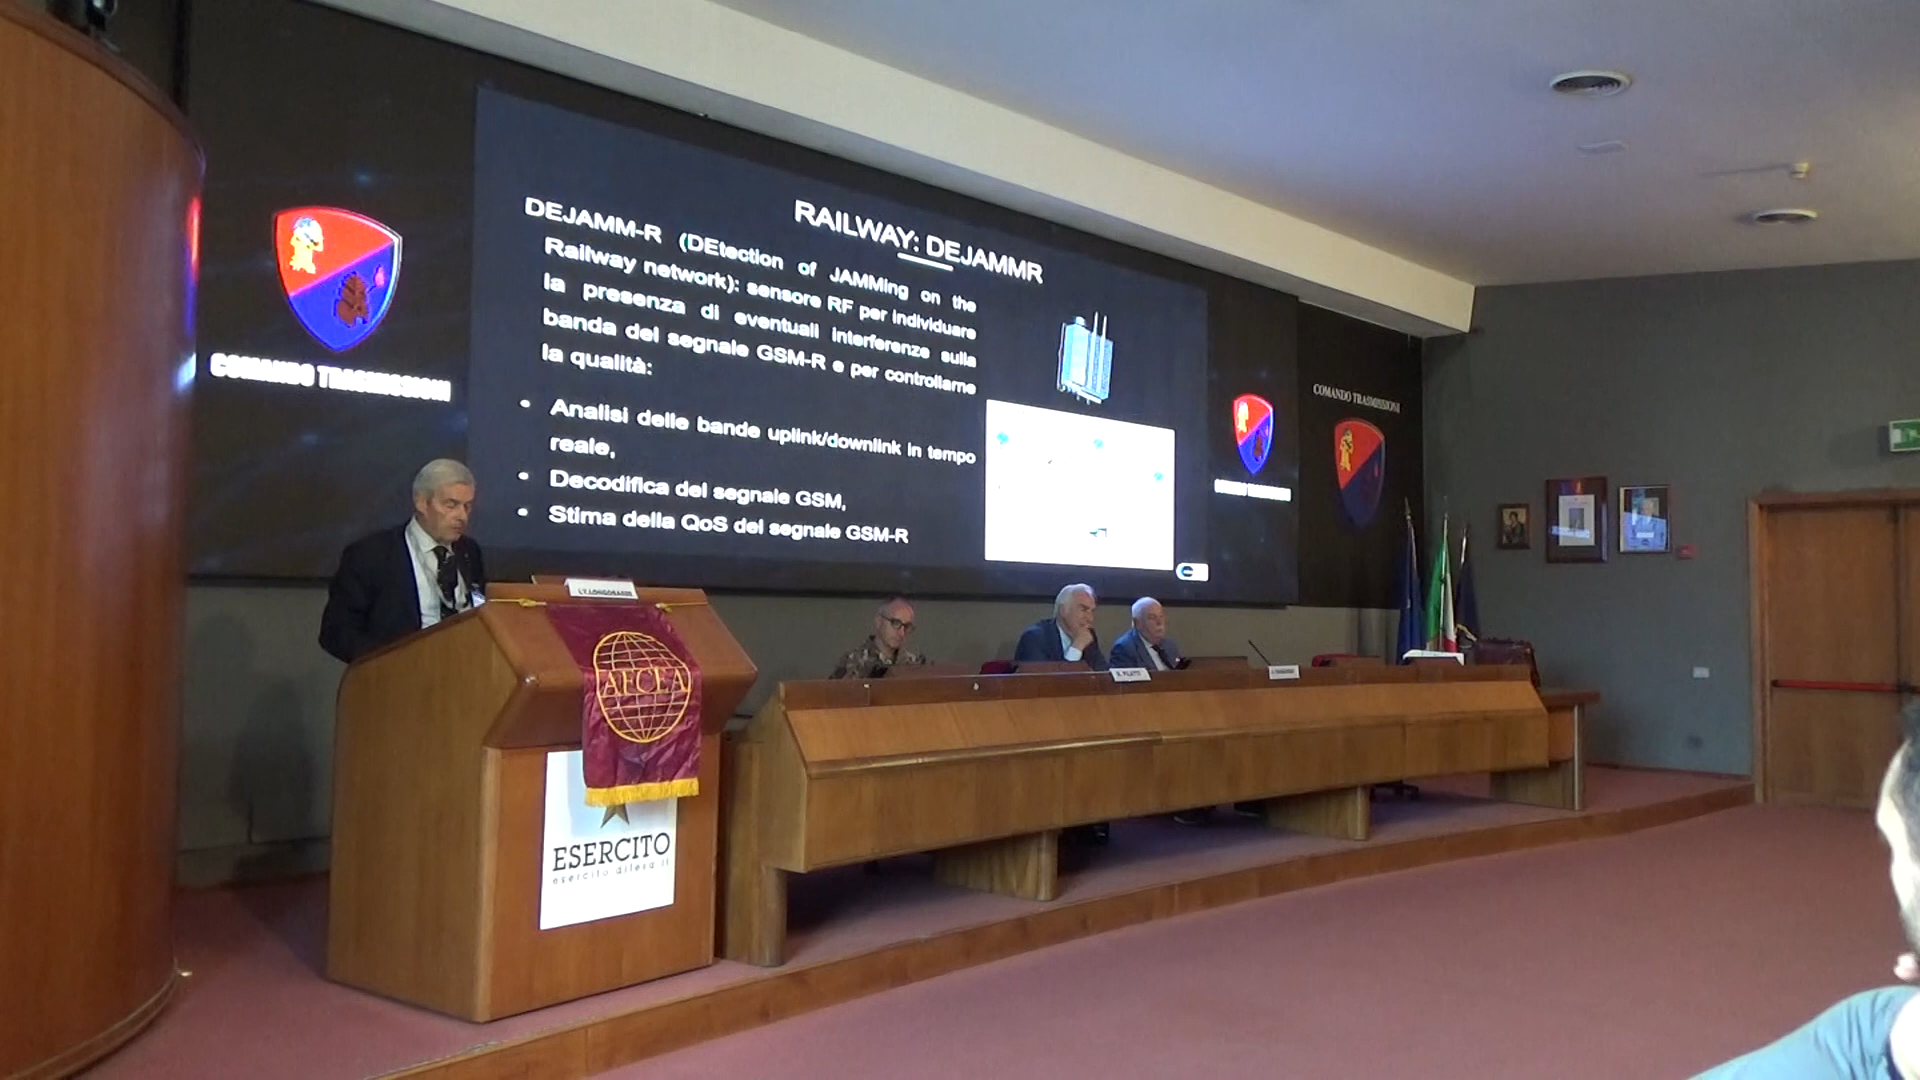 RAILWAY: DEJAMMR
DEJAMM-R (DEtection of JAMMing on the
Railway network): sensore RF per individuare
la presenza di eventuali interferenze sulla
banda del segnale GSM-R e per controllarne
la qualità:
• Analisi delle bande uplink/downlink in tempo
reale,
• Decodifica del segnale GSM,
• Stima della QoS del segnale GSM-R
COMANDO TRASMISSIONI
COMANDO TRASMISSIONI
AFCEA
ESERCITO
esercito.difesa.it